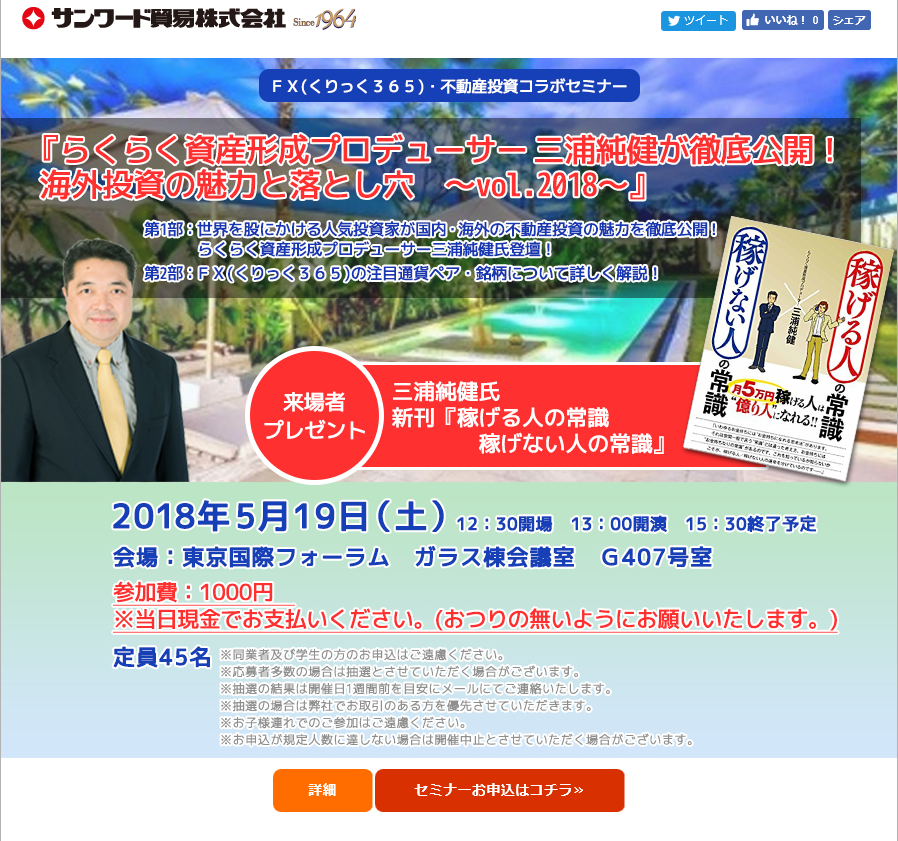 サンワード貿易株式会社 Since1964
ツイート いいね！ 0 シェア
ＦＸ(くりっく３６５)・不動産投資コラボセミナー
『らくらく資産形成プロデューサー 三浦純健が徹底公開！
海外投資の魅力と落とし穴　～vol.2018～』
第1部：世界を股にかける人気投資家が国内・海外の不動産投資の魅力を徹底公開！
らくらく資産形成プロデューサー三浦純健氏登壇！
第2部：ＦＸ(くりっく３６５)の注目通貨ペア・銘柄について詳しく解説！
稼げる人の常識
稼げない人の常識
三浦純健
月5万円稼げる人は
“億り人”になれる!!
来場者
プレゼント
三浦純健氏
新刊『稼げる人の常識
稼げない人の常識』
2018年5月19日（土）12：30開場　13：00開演　15：30終了予定
会場：東京国際フォーラム　ガラス棟会議室　Ｇ407号室
参加費：1000円
※当日現金でお支払いください。(おつりの無いようにお願いいたします。)
定員45名
※同業者及び学生の方のお申込はご遠慮ください。
※応募者多数の場合は抽選とさせていただく場合がございます。
※抽選の結果は開催日1週間前を目安にメールにてご連絡いたします。
※抽選の場合は弊社でお取引のある方を優先させていただきます。
※お子様連れでのご参加はご遠慮ください。
※お申込が規定人数に達しない場合は開催中止とさせていただく場合がございます。
詳細 セミナーお申込はコチラ»